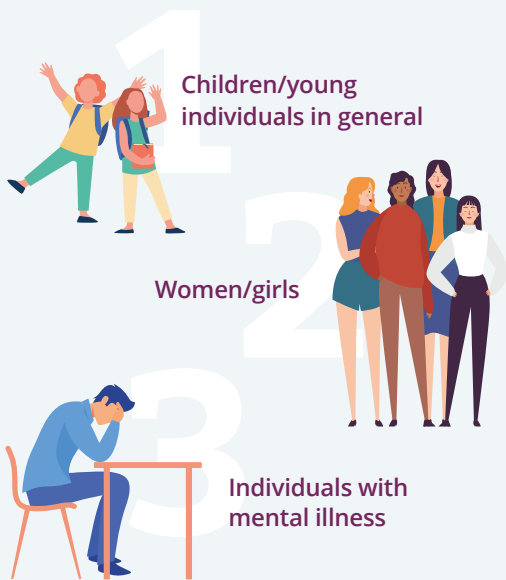 1
Children/young
individuals in general
2
Women/girls
3
Individuals with
mental illness